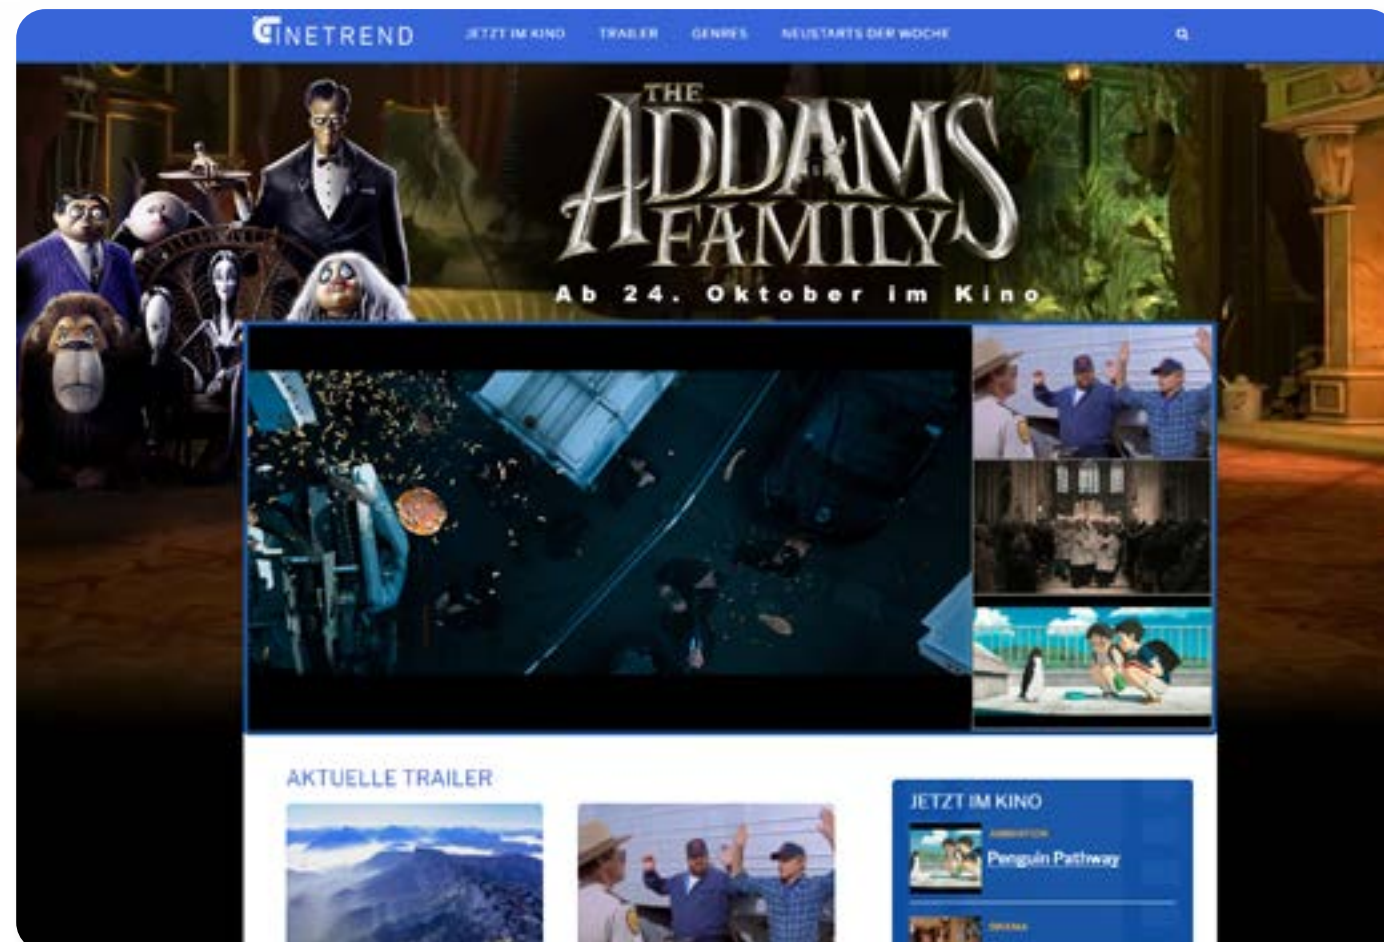 CINETREND
JETZT IM KINO
TRAILER
GENRES
NEUSTARTS DER WOCHE
THE
ADDAMS
FAMILY
Ab 24. Oktober im Kino
AKTUELLE TRAILER
JETZT IM KINO
ANIMATION
Penguin Pathway
DRAMA